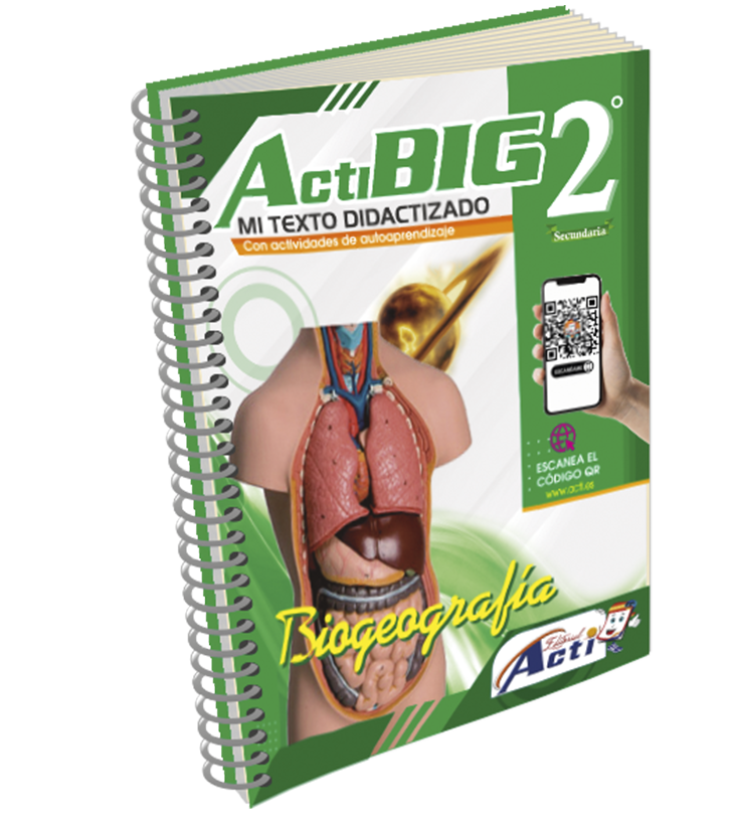 ActiBIG 2°
MI TEXTO DIDACTIZADO
Con actividades de autoaprendizaje
Secundaria
ESCANEA EL
CÓDIGO QR
www.acti.es
Biogeografía
Editorial
Acti